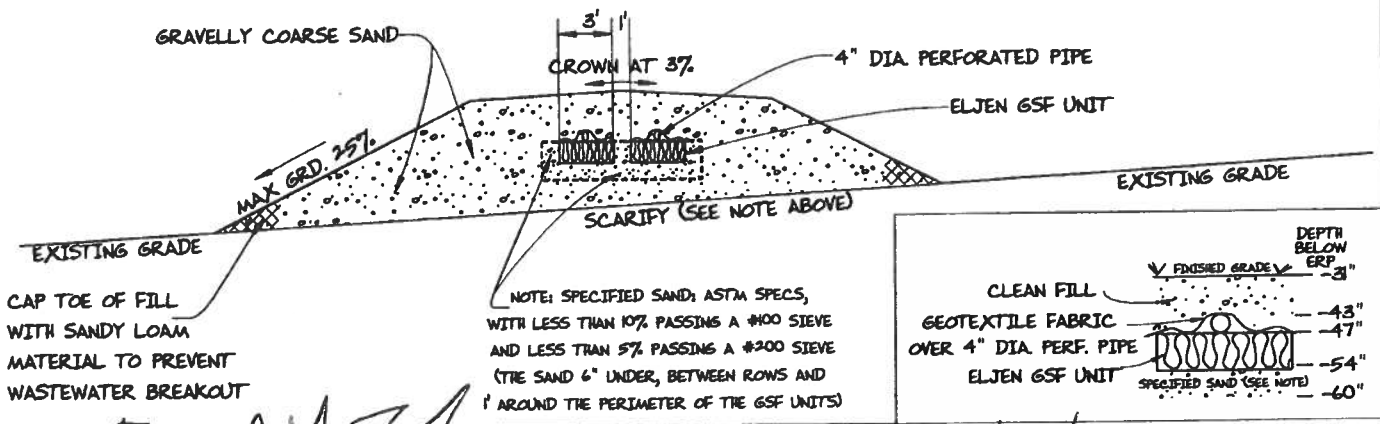 3' 1'
GRAVELLY COARSE SAND
CROWN AT 3%
4" DIA. PERFORATED PIPE
ELJEN GSF UNIT
MAX GRD. 25%
EXISTING GRADE
SCARIFY (SEE NOTE ABOVE)
EXISTING GRADE
CAP TOE OF FILL
WITH SANDY LOAM
MATERIAL TO PREVENT
WASTEWATER BREAKOUT
NOTE: SPECIFIED SAND: ASTM SPECS,
WITH LESS THAN 10% PASSING A #100 SIEVE
AND LESS THAN 5% PASSING A #200 SIEVE
(THE SAND 6" UNDER, BETWEEN ROWS AND
1' AROUND THE PERIMETER OF THE GSF UNITS)
DEPTH
BELOW
ERP
FINISHED GRADE -31"
CLEAN FILL
-43"
GEOTEXTILE FABRIC
-47"
OVER 4" DIA. PERF. PIPE
ELJEN GSF UNIT
-54"
SPECIFIED SAND (SEE NOTE)
-60"